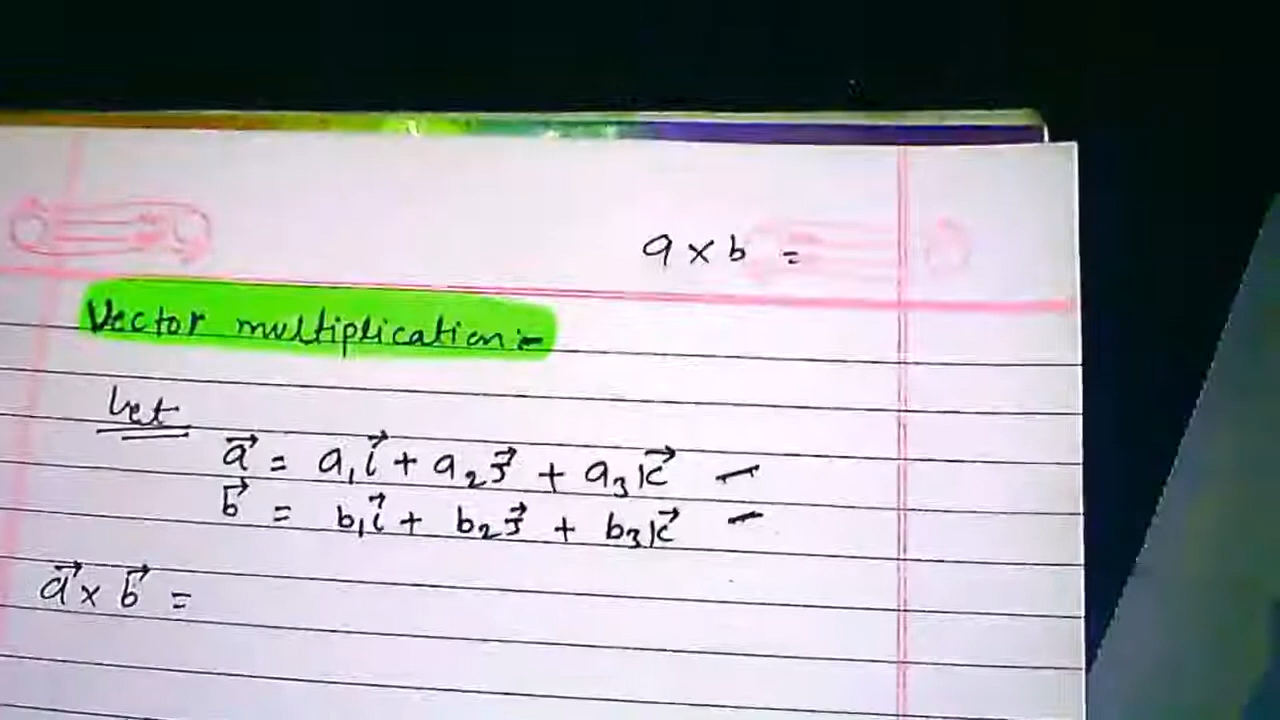 a × b =
Vector multiplication :-
Let
a⃗ = a₁i⃗ + a₂j⃗ + a₃k⃗ –
b⃗ = b₁i⃗ + b₂j⃗ + b₃k⃗ –
a⃗ × b⃗ =